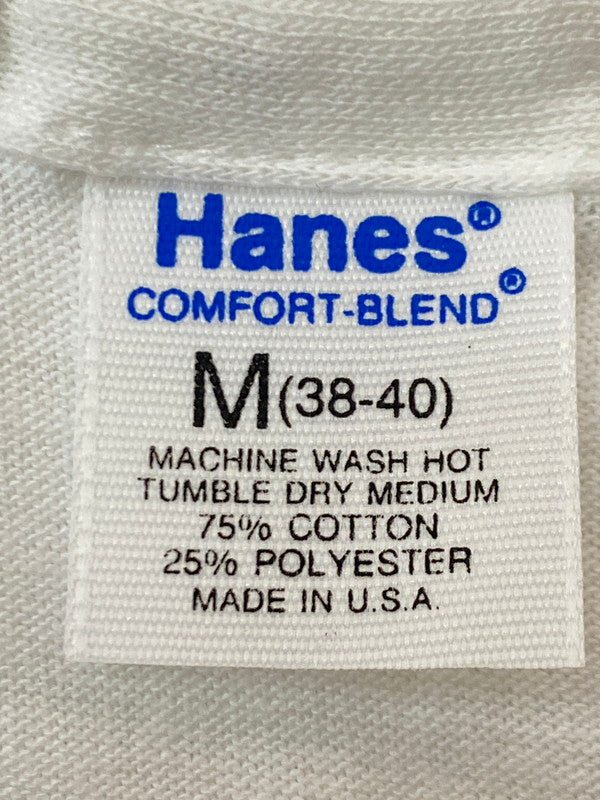 Hanes®
COMFORT-BLEND®
M (38-40)
MACHINE WASH HOT
TUMBLE DRY MEDIUM
75% COTTON
25% POLYESTER
MADE IN U.S.A.